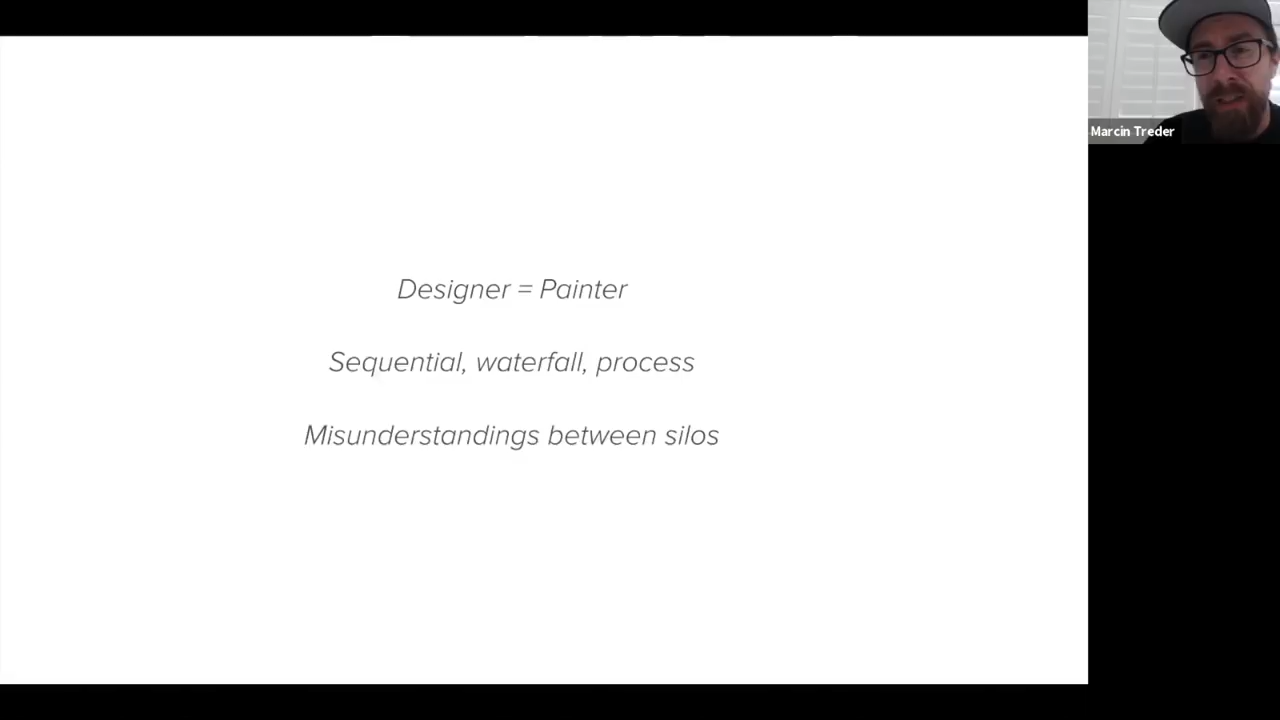 Designer = Painter
Sequential, waterfall, process
Misunderstandings between silos
Marcin Treder